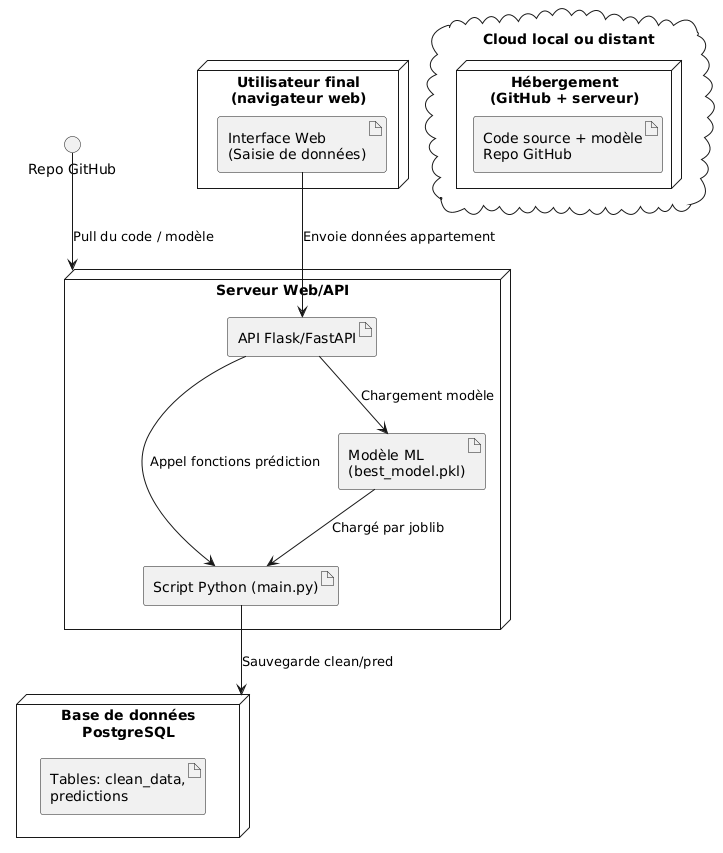 Cloud local ou distant
Utilisateur final
(navigateur web)
Hébergement
(GitHub + serveur)
Interface Web
(Saisie de données)
Code source + modèle
Repo GitHub
Repo GitHub
Pull du code / modèle
Envoie données appartement
Serveur Web/API
API Flask/FastAPI
Chargement modèle
Appel fonctions prédiction
Modèle ML
(best_model.pkl)
Chargé par joblib
Script Python (main.py)
Sauvegarde clean/pred
Base de données
PostgreSQL
Tables: clean_data,
predictions